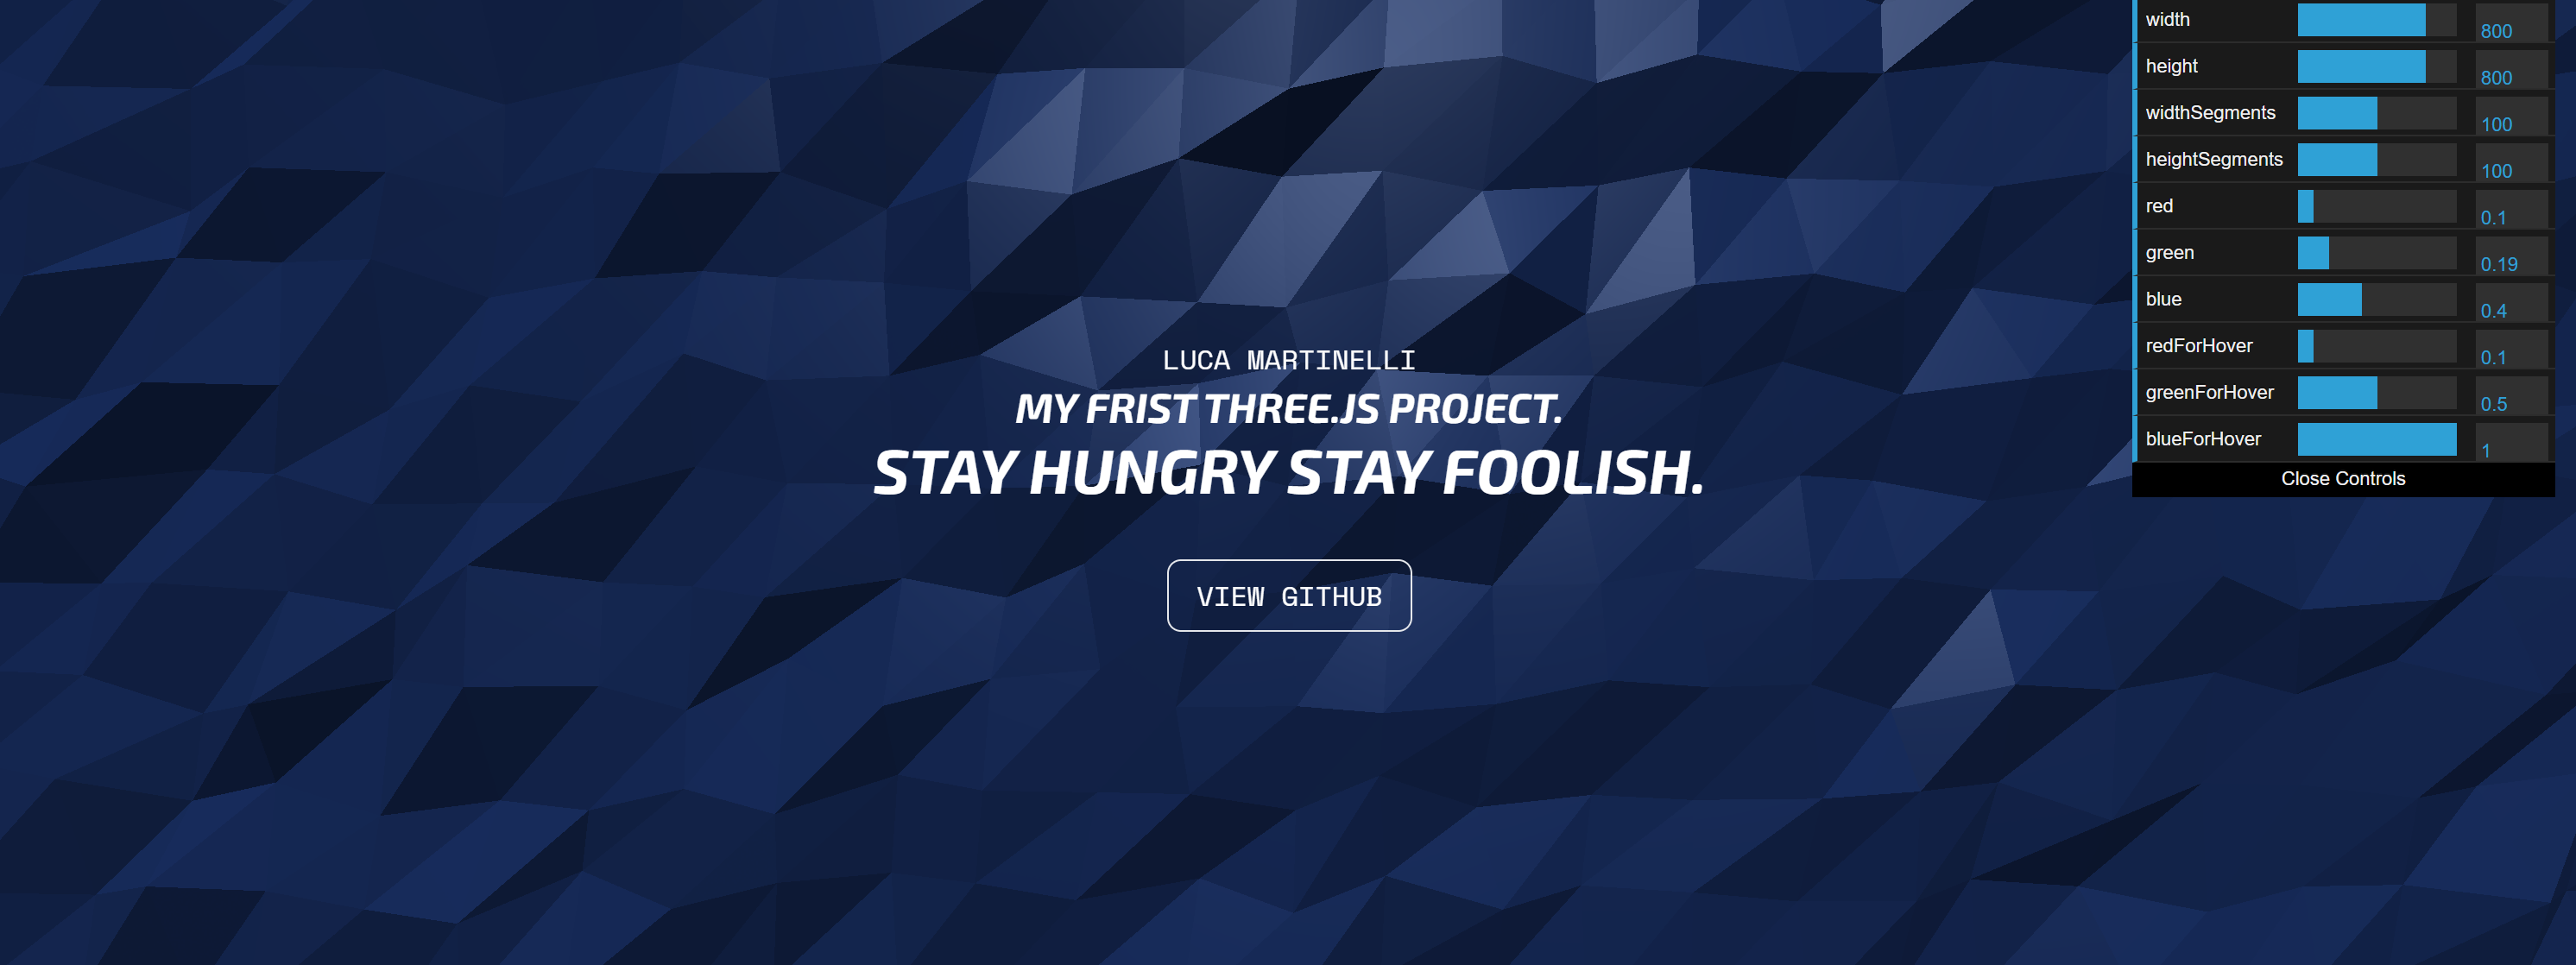 LUCA MARTINELLI
MY FRIST THREE.JS PROJECT.
STAY HUNGRY STAY FOOLISH.
VIEW GITHUB
width 800
height 800
widthSegments 100
heightSegments 100
red 0.1
green 0.19
blue 0.4
redForHover 0.1
greenForHover 0.5
blueForHover 1
Close Controls